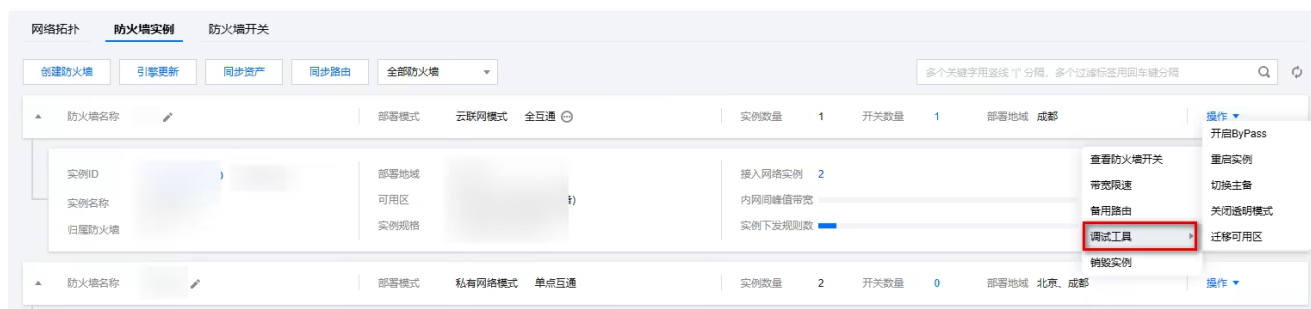 网络拓扑 防火墙实例 防火墙开关
创建防火墙 引擎更新 同步资产 同步路由 全部防火墙 多个关键字用竖线 "|" 分隔，多个过滤标签用回车键分隔
防火墙名称 部署模式 云联网模式 全互通 实例数量 1 开关数量 1 部署地域 成都 操作
开启ByPass
重启实例
切换主备
关闭透明模式
迁移可用区
查看防火墙开关
带宽限速
备用路由
调试工具
销毁实例
实例ID 部署地域 接入网络实例 2
实例名称 可用区 内网间峰值带宽
归属防火墙 实例规格 实例下发规则数
防火墙名称 部署模式 私有网络模式 单点互通 实例数量 2 开关数量 0 部署地域 北京、成都 操作